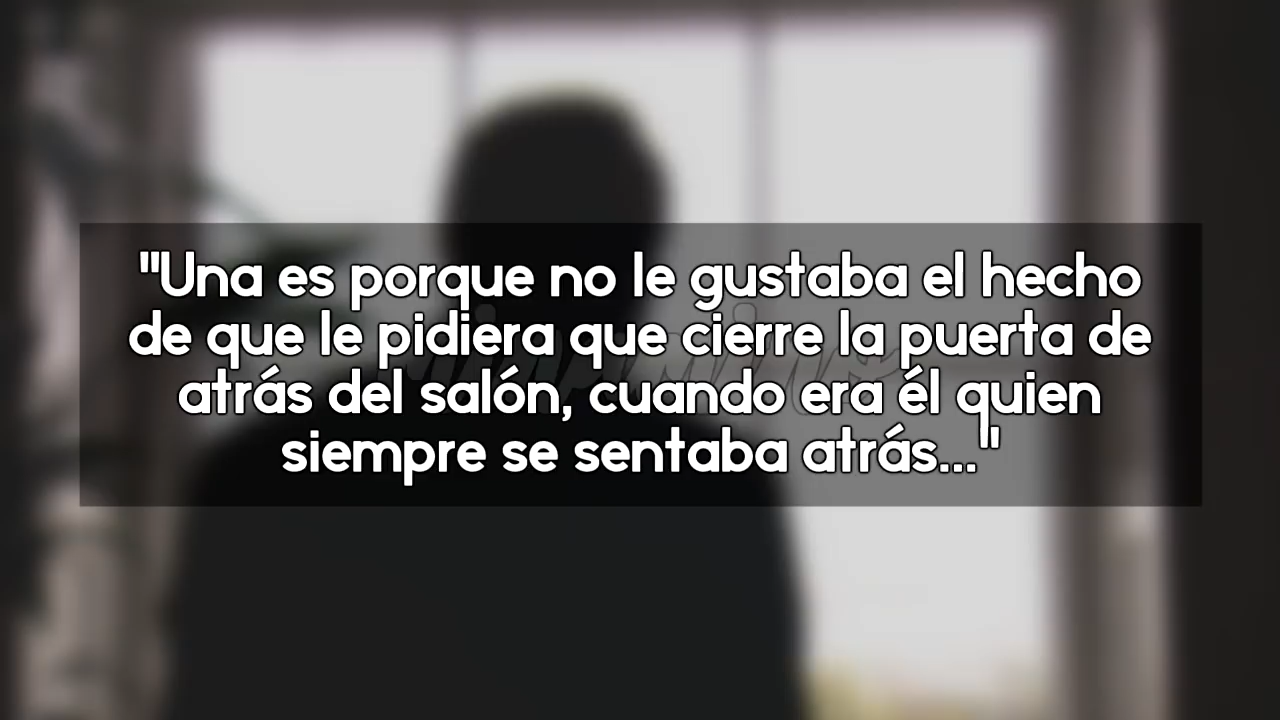 "Una es porque no le gustaba el hecho
de que le pidiera que cierre la puerta de
atrás del salón, cuando era él quien
siempre se sentaba atrás..."